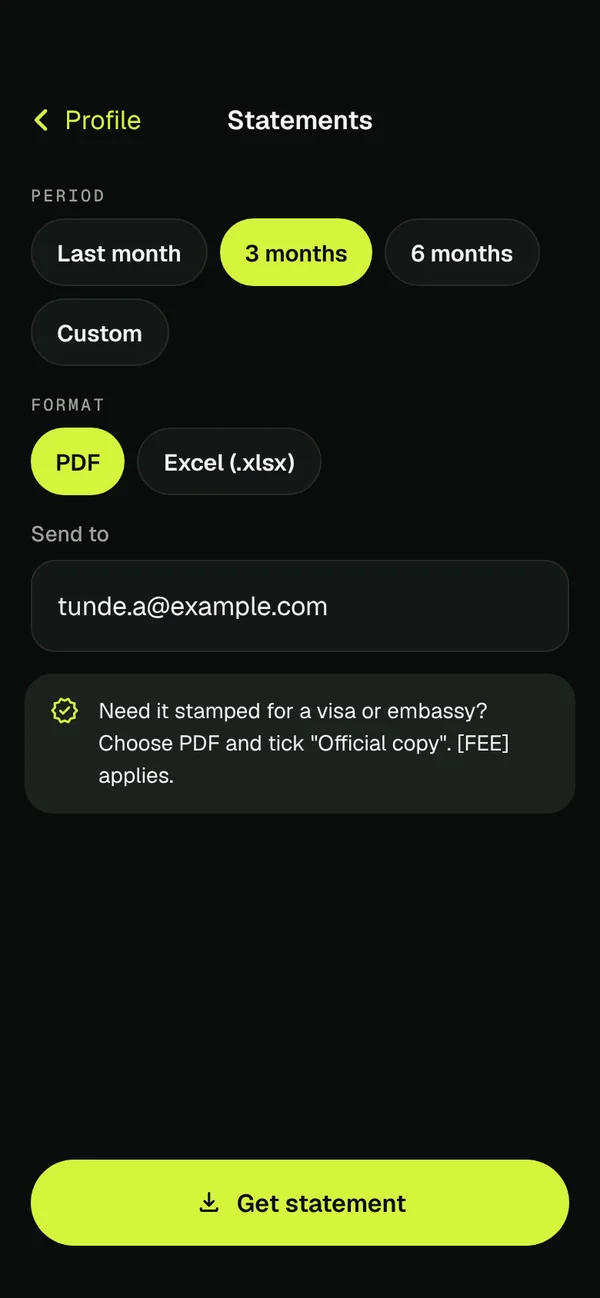 Profile
Statements
PERIOD
Last month
3 months
6 months
Custom
FORMAT
PDF
Excel (.xlsx)
Send to
tunde.a@example.com
Need it stamped for a visa or embassy?
Choose PDF and tick "Official copy". [FEE]
applies.
Get statement